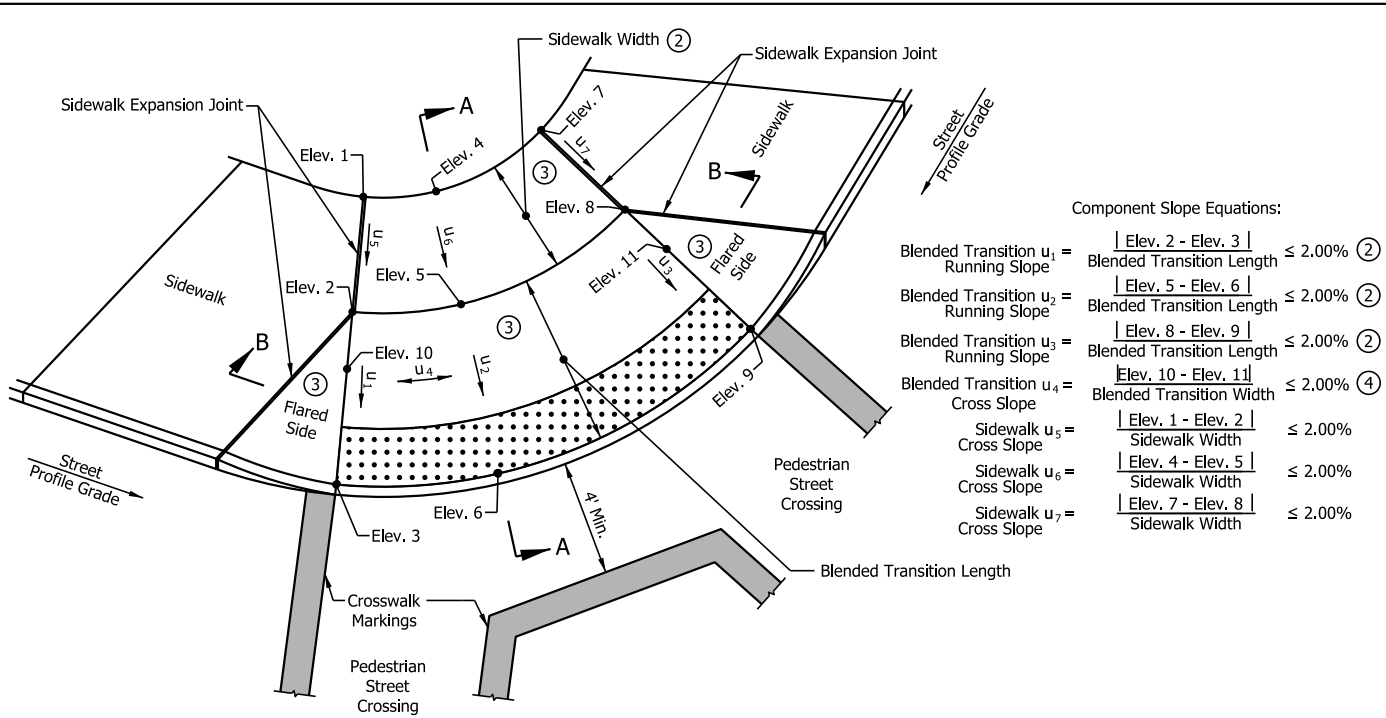 Sidewalk Width ②
Sidewalk Expansion Joint
Sidewalk Expansion Joint
A
Elev. 7
Street
Profile Grade
Elev. 1
Elev. 4
u7
Sidewalk
③
B
Elev. 8
u5
u6
③
Flared
Side
Elev. 11
u3
Sidewalk
Elev. 2
Elev. 5
③
B
Elev. 10
u1
u4
u2
③
Flared
Side
Elev. 9
Street
Profile Grade
Pedestrian
Street
Crossing
Elev. 6
4' Min.
Elev. 3
A
Blended Transition Length
Crosswalk
Markings
Pedestrian
Street
Crossing
Component Slope Equations:
Blended Transition u1 = | Elev. 2 - Elev. 3 | ≤ 2.00% ②
Running Slope Blended Transition Length
Blended Transition u2 = | Elev. 5 - Elev. 6 | ≤ 2.00% ②
Running Slope Blended Transition Length
Blended Transition u3 = | Elev. 8 - Elev. 9 | ≤ 2.00% ②
Running Slope Blended Transition Length
Blended Transition u4 = |Elev. 10 - Elev. 11| ≤ 2.00% ④
Cross Slope Blended Transition Width
Sidewalk u5 = | Elev. 1 - Elev. 2 | ≤ 2.00%
Cross Slope Sidewalk Width
Sidewalk u6 = | Elev. 4 - Elev. 5 | ≤ 2.00%
Cross Slope Sidewalk Width
Sidewalk u7 = | Elev. 7 - Elev. 8 | ≤ 2.00%
Cross Slope Sidewalk Width